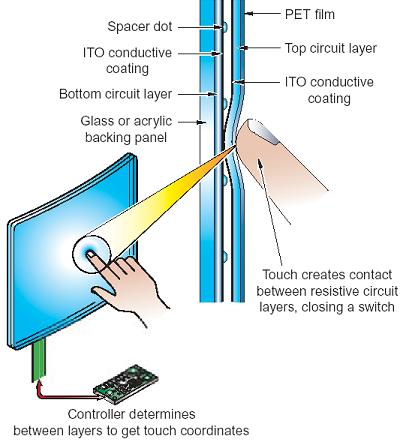 Spacer dot
ITO conductive
coating
Bottom circuit layer
Glass or acrylic
backing panel
PET film
Top circuit layer
ITO conductive
coating
Touch creates contact
between resistive circuit
layers, closing a switch
Controller determines
between layers to get touch coordinates